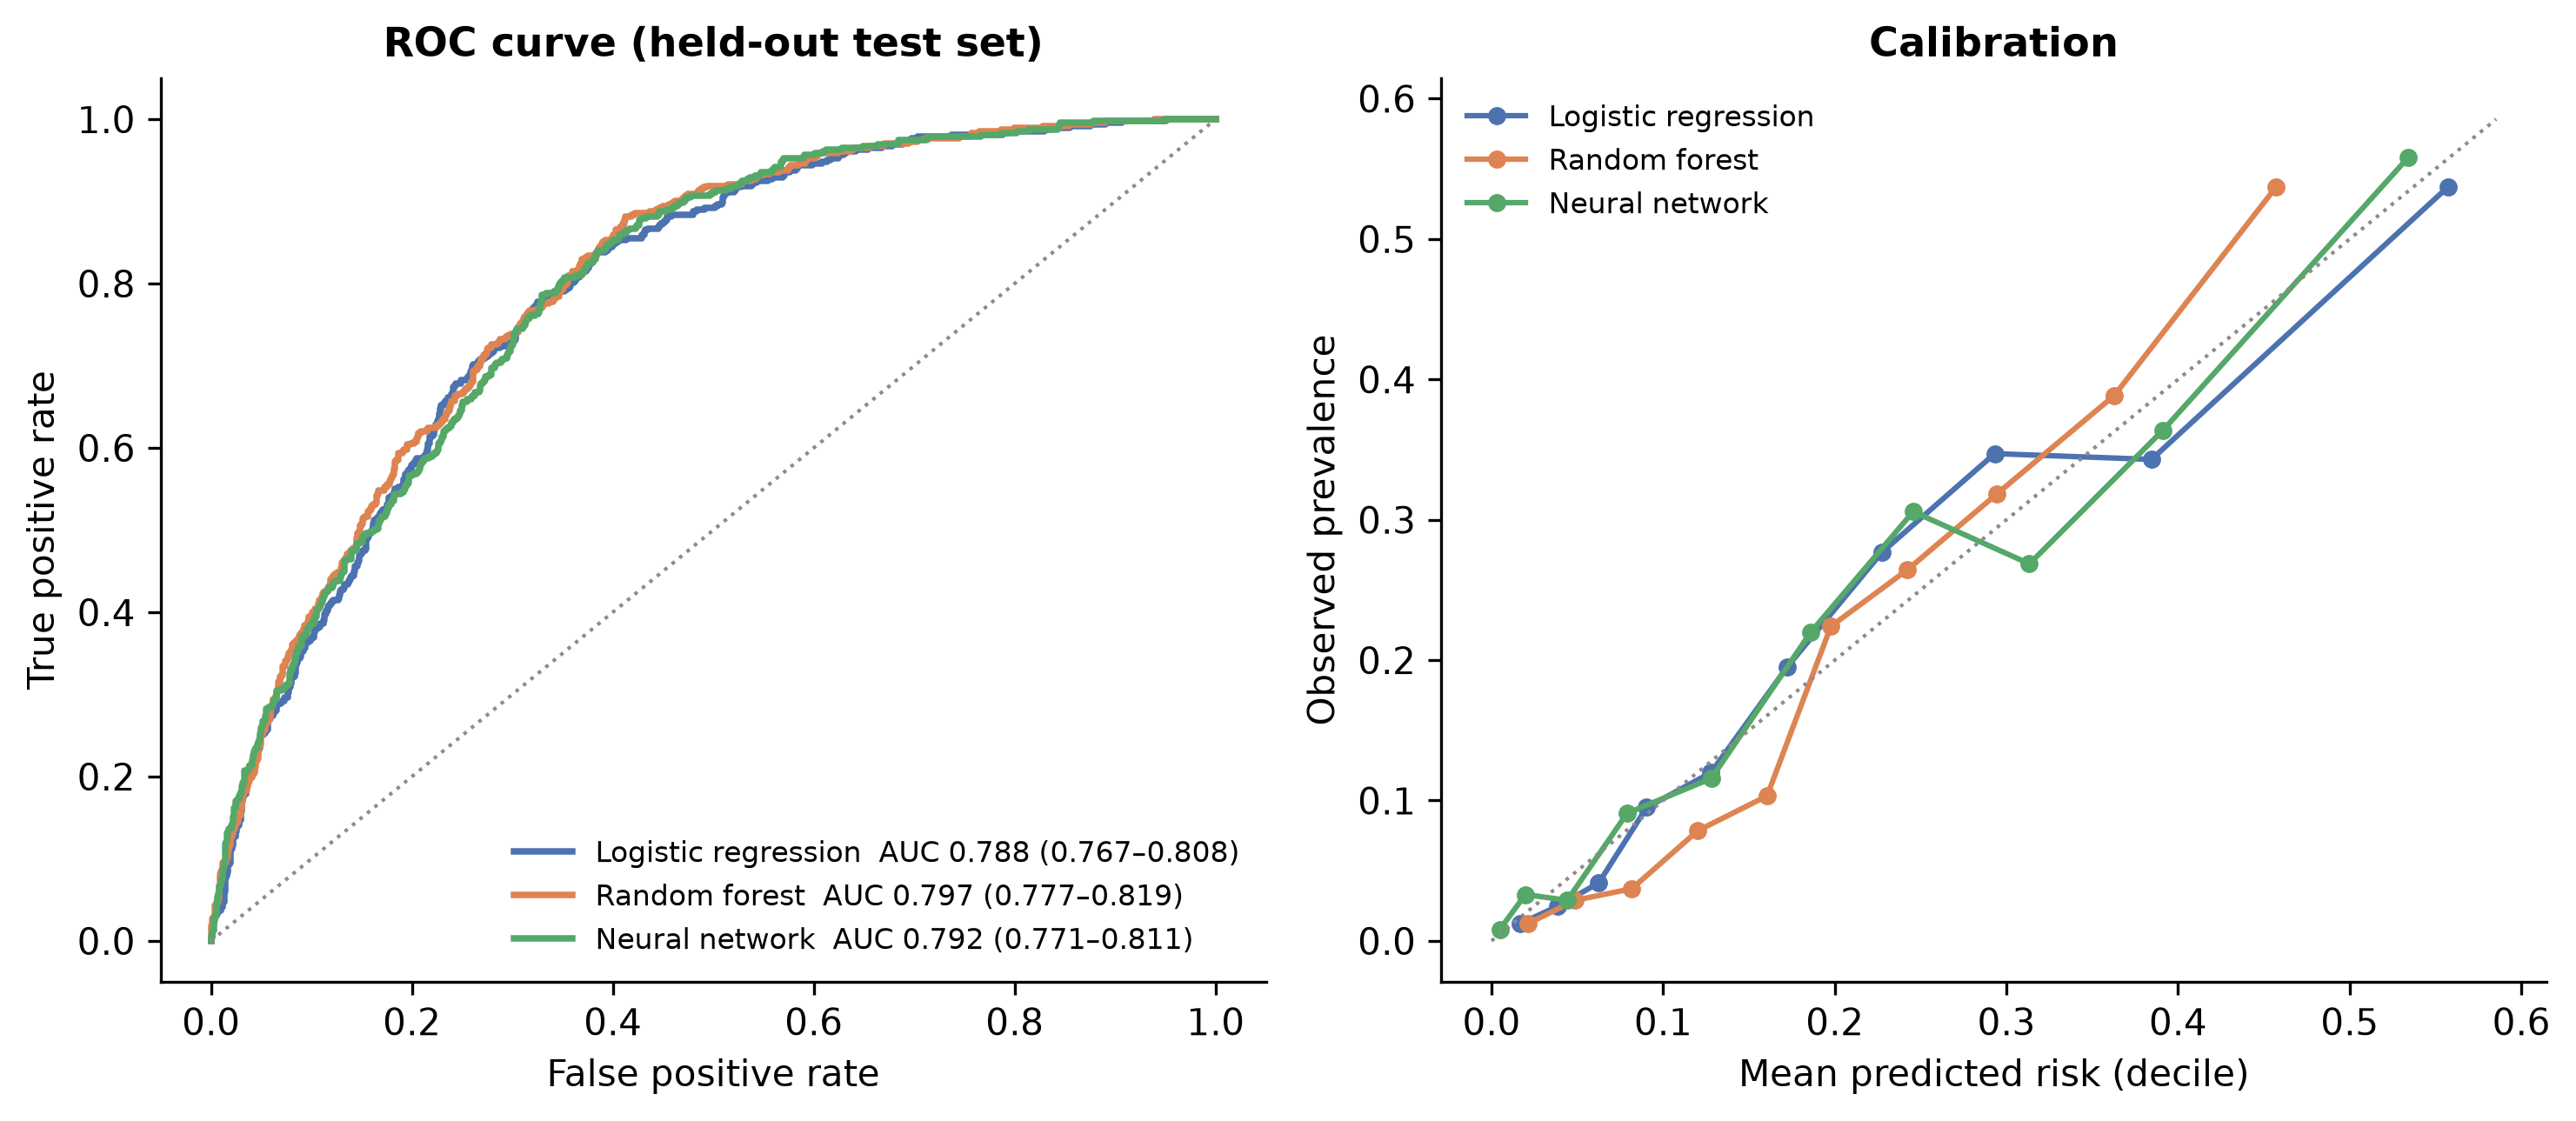 ROC curve (held-out test set)
True positive rate
1.0
0.8
0.6
0.4
0.2
0.0
Logistic regression AUC 0.788 (0.767–0.808)
Random forest AUC 0.797 (0.777–0.819)
Neural network AUC 0.792 (0.771–0.811)
0.0 0.2 0.4 0.6 0.8 1.0
False positive rate
Calibration
Observed prevalence
0.6
0.5
0.4
0.3
0.2
0.1
0.0
Logistic regression
Random forest
Neural network
0.0 0.1 0.2 0.3 0.4 0.5 0.6
Mean predicted risk (decile)